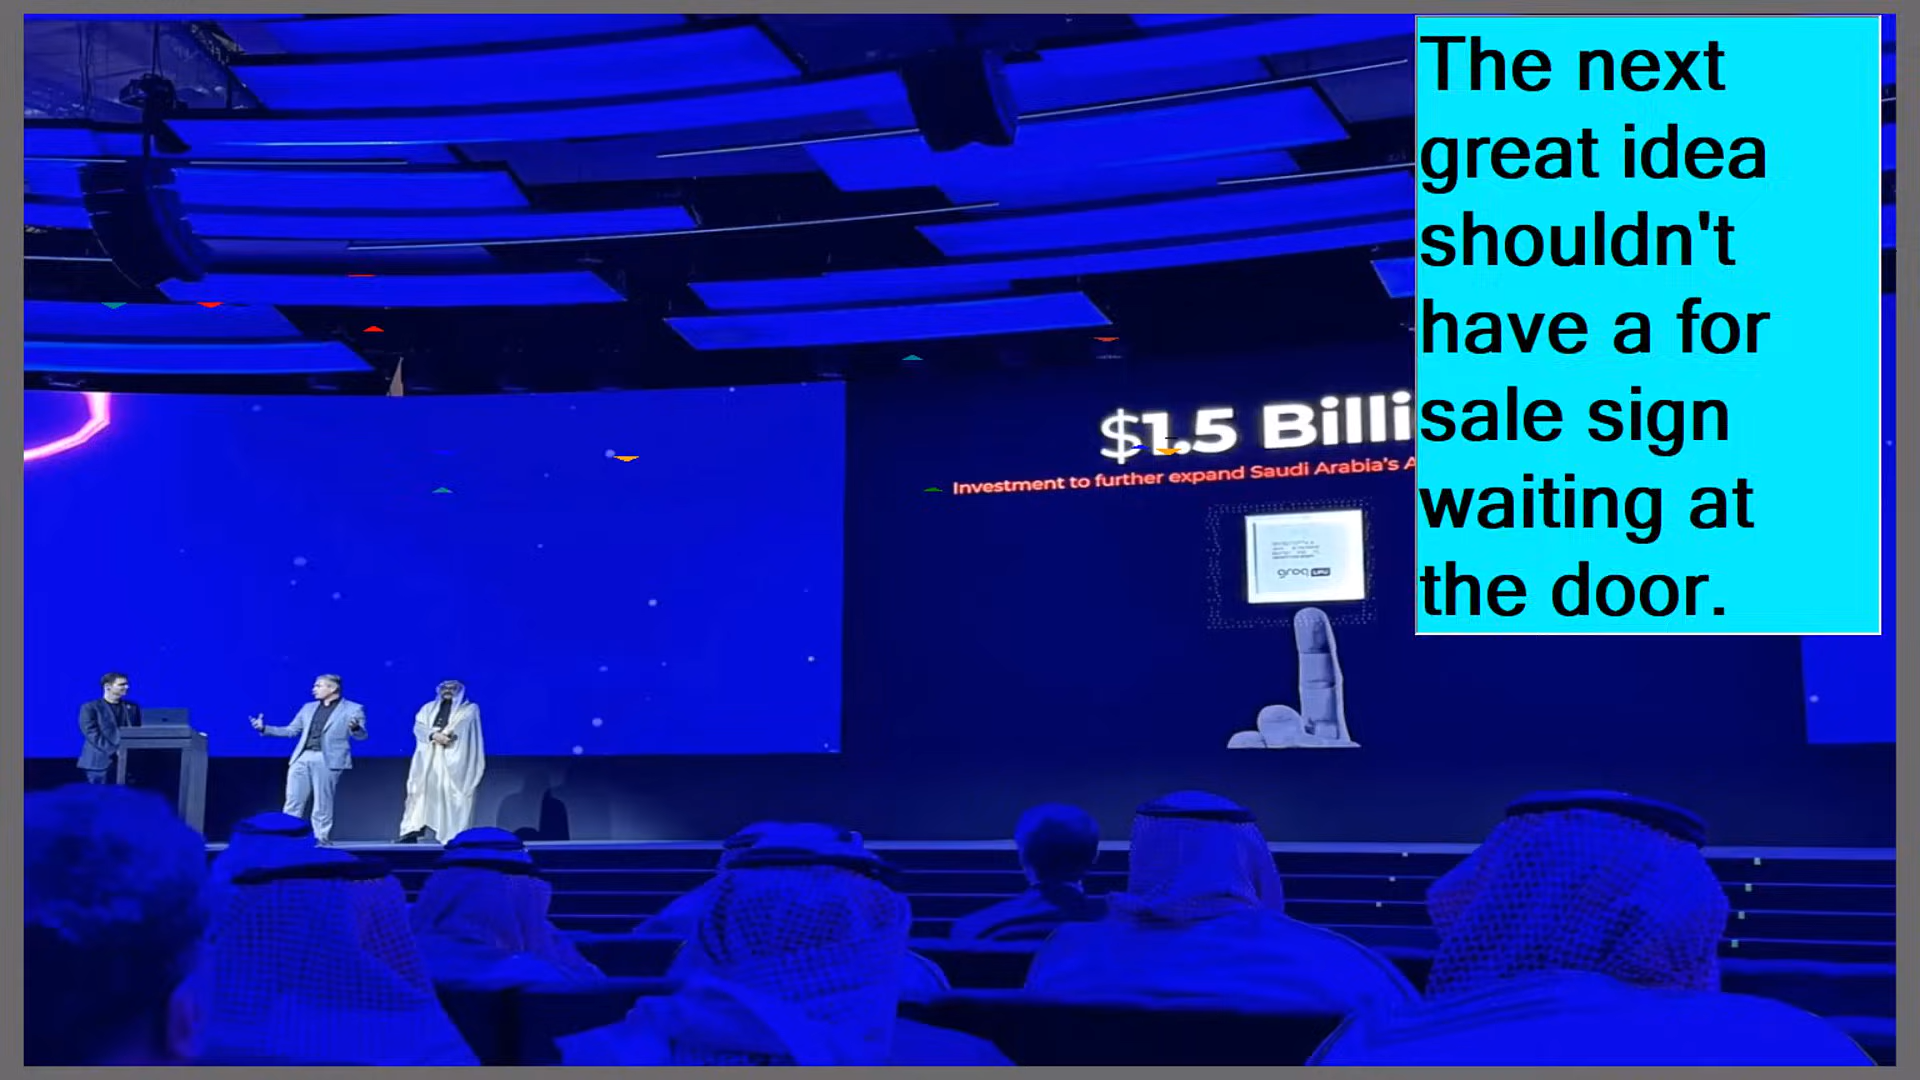 The next
great idea
shouldn't
have a for
sale sign
waiting at
the door.
$1.5 Billi
Investment to further expand Saudi Arabia's A
groq LPU